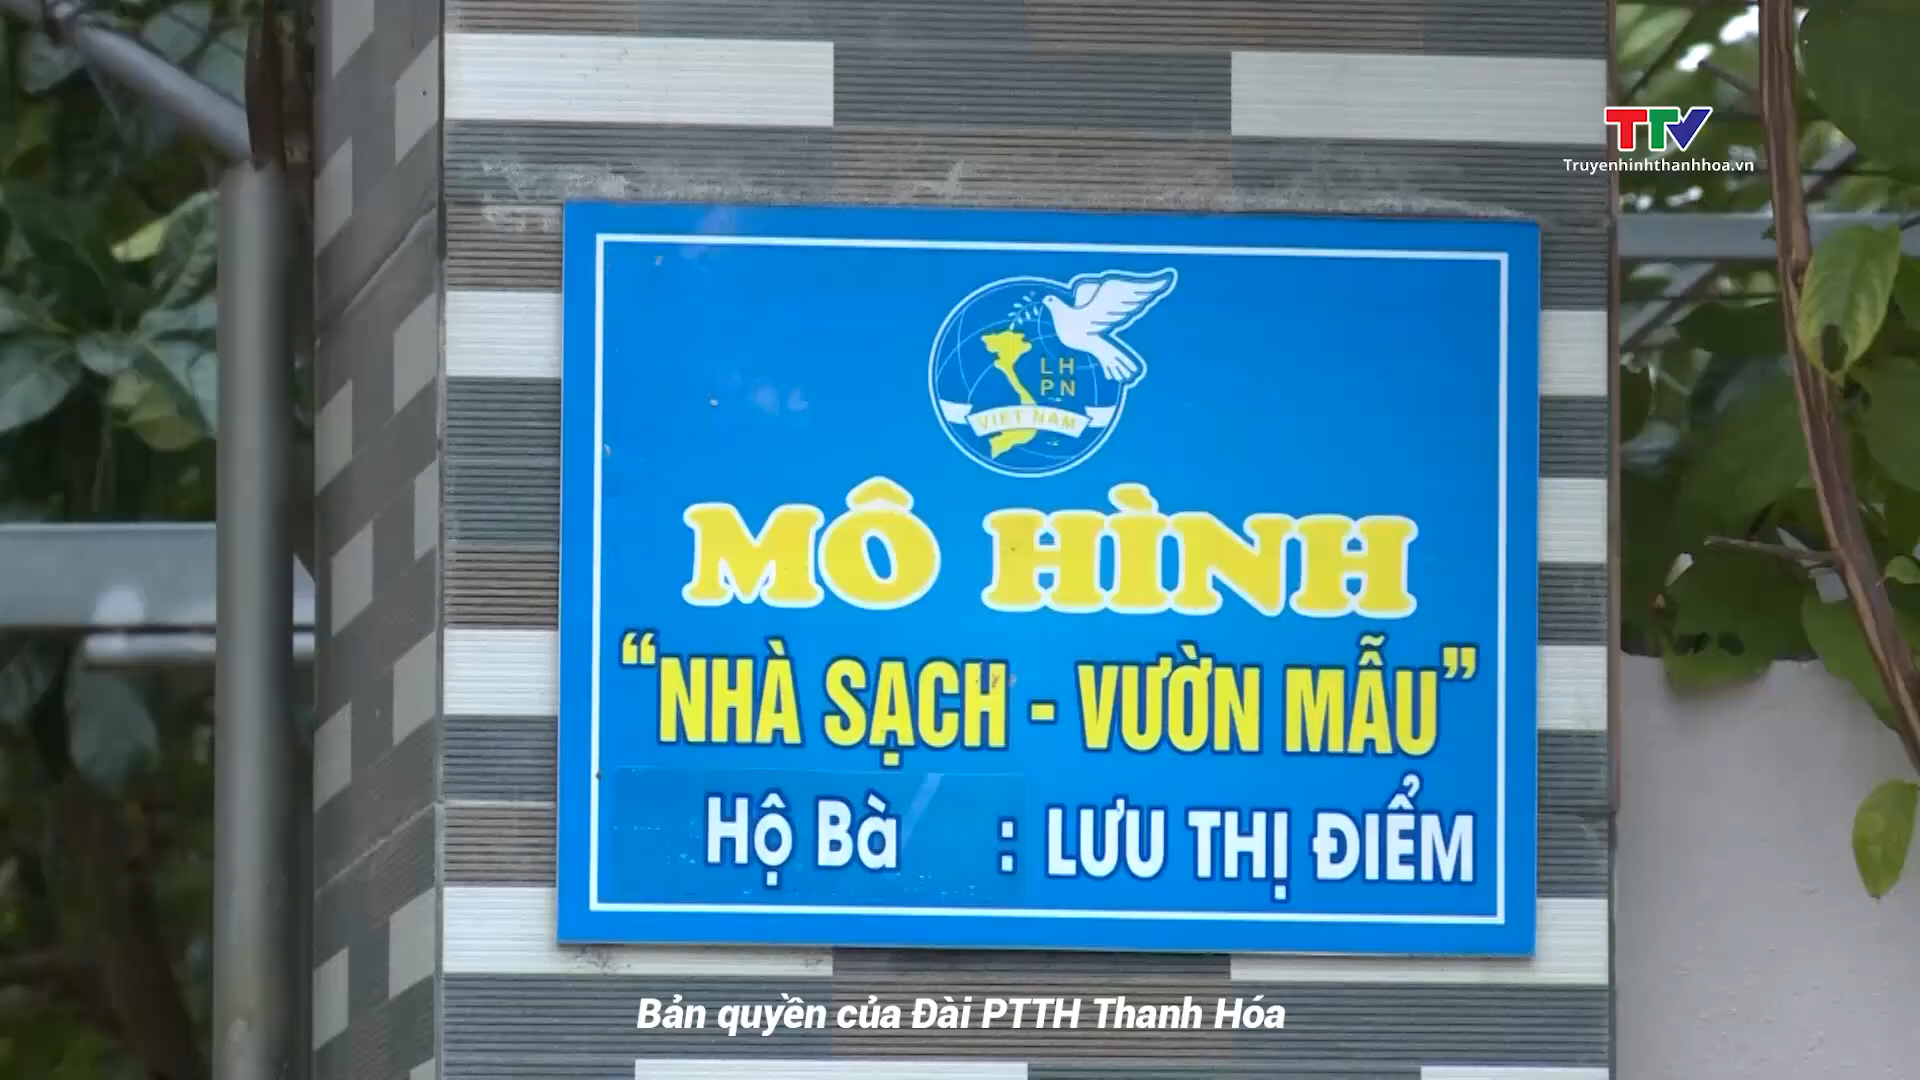 TTV
Truyenhinhthanhhoa.vn
LH
PN
VIỆT NAM
MÔ HÌNH
“NHÀ SẠCH - VƯỜN MẪU”
Hộ Bà : LƯU THỊ ĐIỂM
Bản quyền của Đài PTTH Thanh Hóa